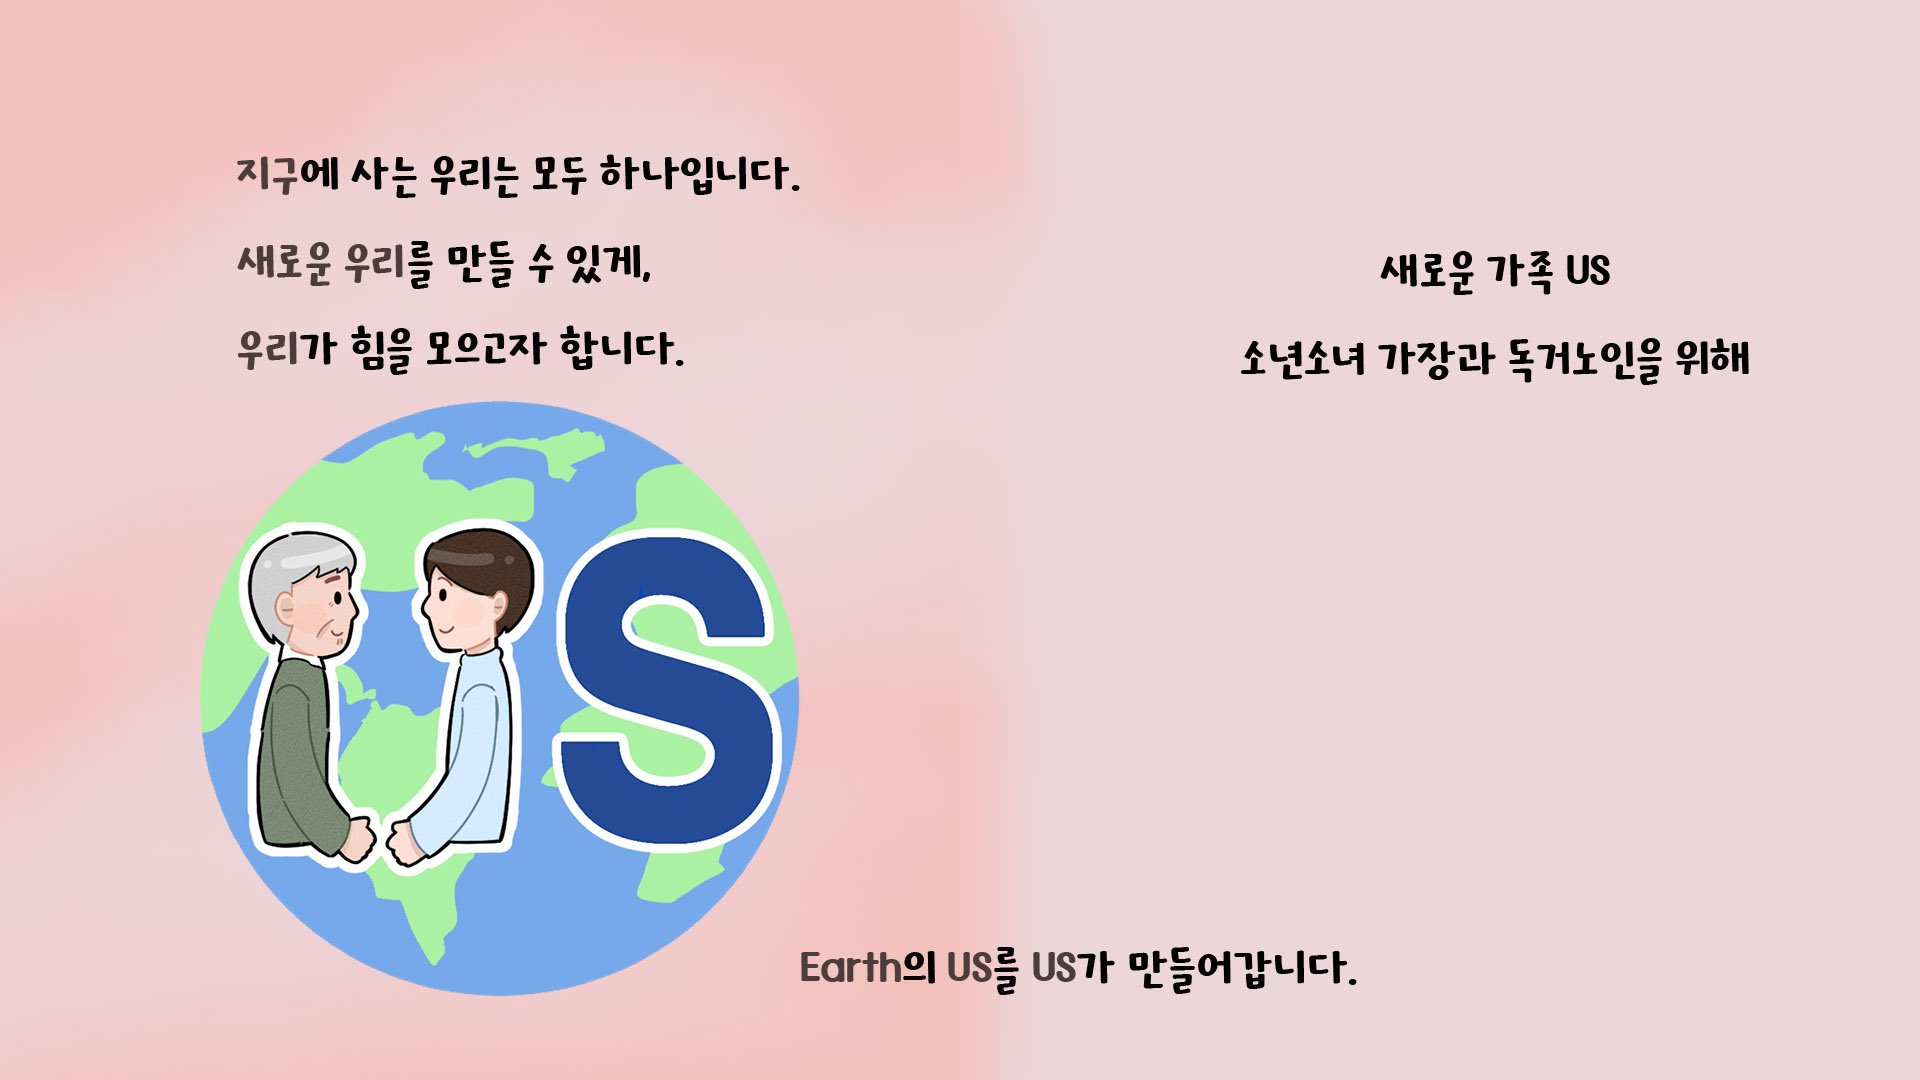 지구에 사는 우리는 모두 하나입니다.
새로운 우리를 만들 수 있게,
우리가 힘을 모으고자 합니다.
새로운 가족 US
소년소녀 가장과 독거노인을 위해
US
Earth의 US를 US가 만들어갑니다.